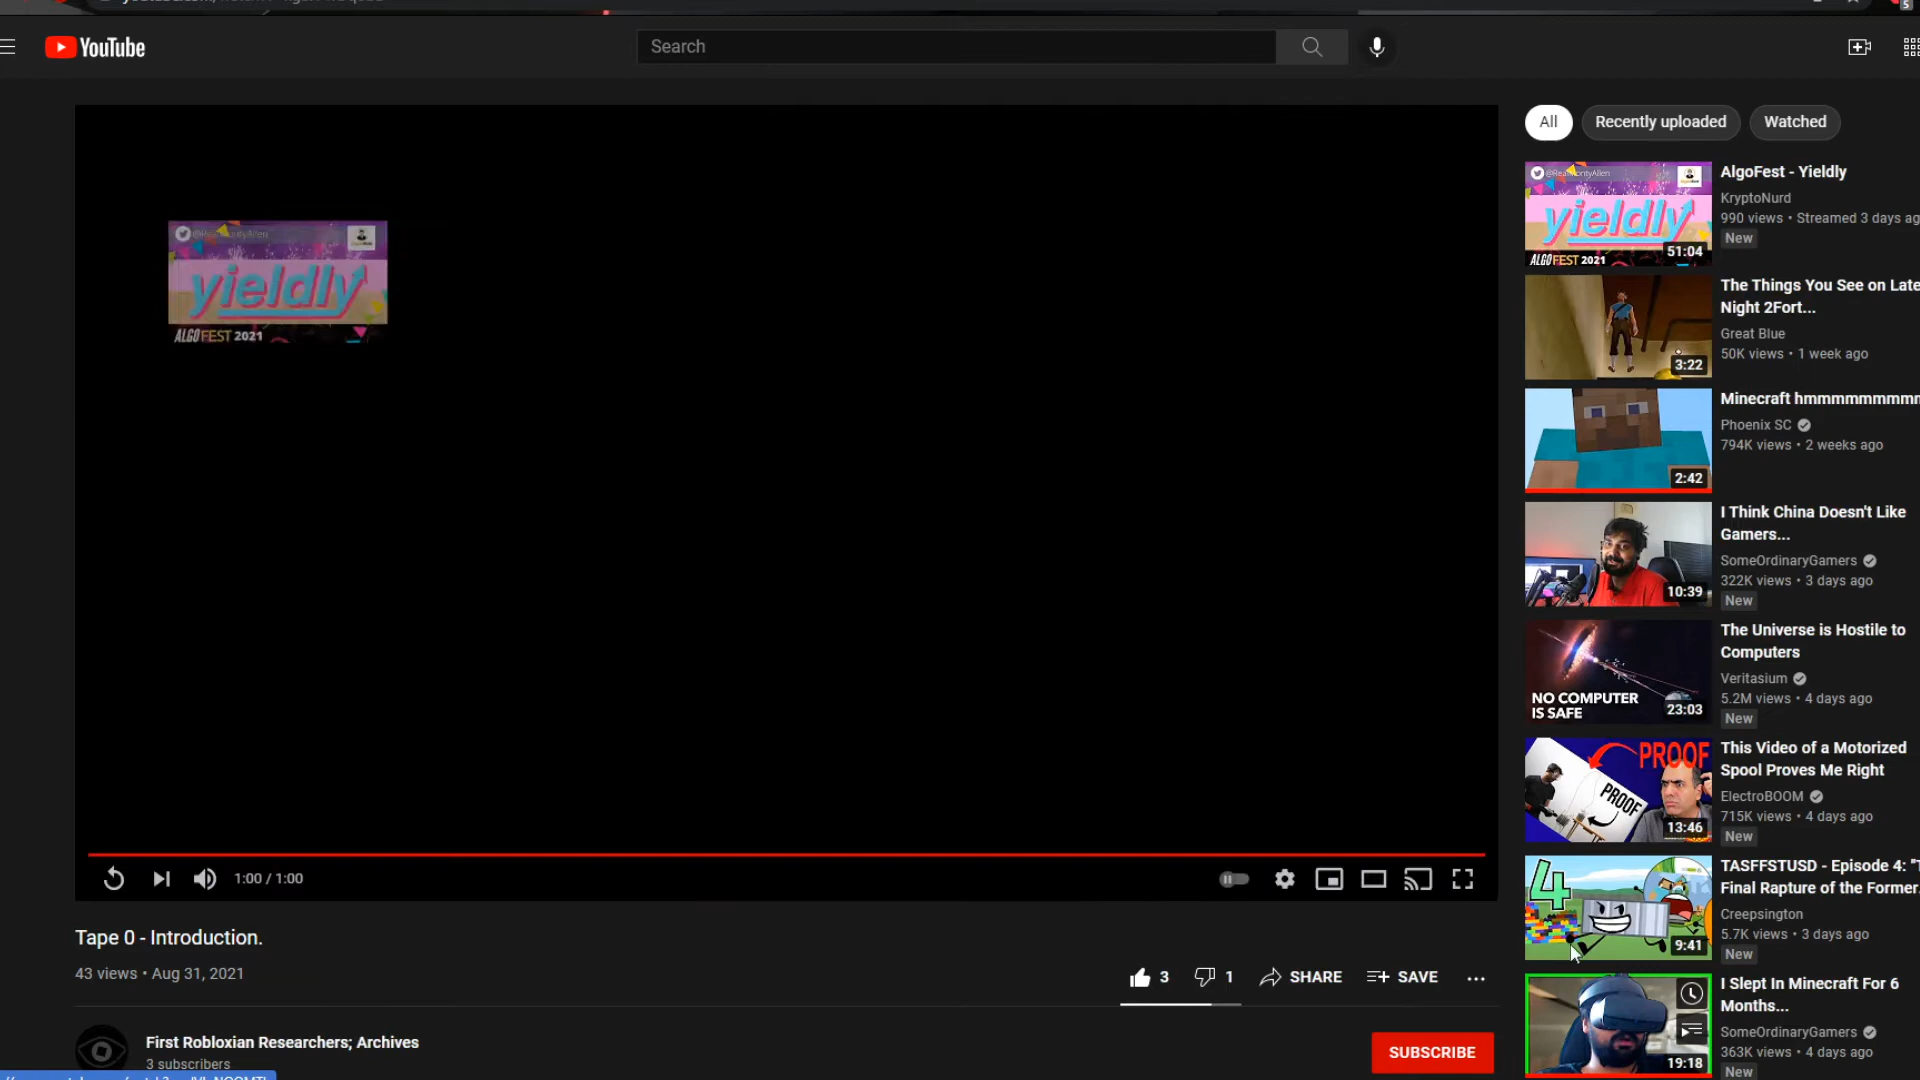 YouTube
Search
S
@RealMontyAllen
yieldly
ALGOFEST 2021
1:00 / 1:00
Tape 0 - Introduction.
43 views • Aug 31, 2021
3
1
SHARE
SAVE
First Robloxian Researchers; Archives
3 subscribers
SUBSCRIBE
All
Recently uploaded
Watched
@RealMontyAllen
yieldly
ALGOFEST 2021
51:04
AlgoFest - Yieldly
KryptoNurd
990 views • Streamed 3 days ag
New
3:22
The Things You See on Late
Night 2Fort...
Great Blue
50K views • 1 week ago
2:42
Minecraft hmmmmmmmmm
Phoenix SC
794K views • 2 weeks ago
10:39
I Think China Doesn't Like
Gamers...
SomeOrdinaryGamers
322K views • 3 days ago
New
NO COMPUTER
IS SAFE
23:03
The Universe is Hostile to
Computers
Veritasium
5.2M views • 4 days ago
New
PROOF
PROOF
13:46
This Video of a Motorized
Spool Proves Me Right
ElectroBOOM
715K views • 4 days ago
New
4
9:41
TASFFSTUSD - Episode 4: "T
Final Rapture of the Former
Creepsington
5.7K views • 3 days ago
New
19:18
I Slept In Minecraft For 6
Months...
SomeOrdinaryGamers
363K views • 4 days ago
New